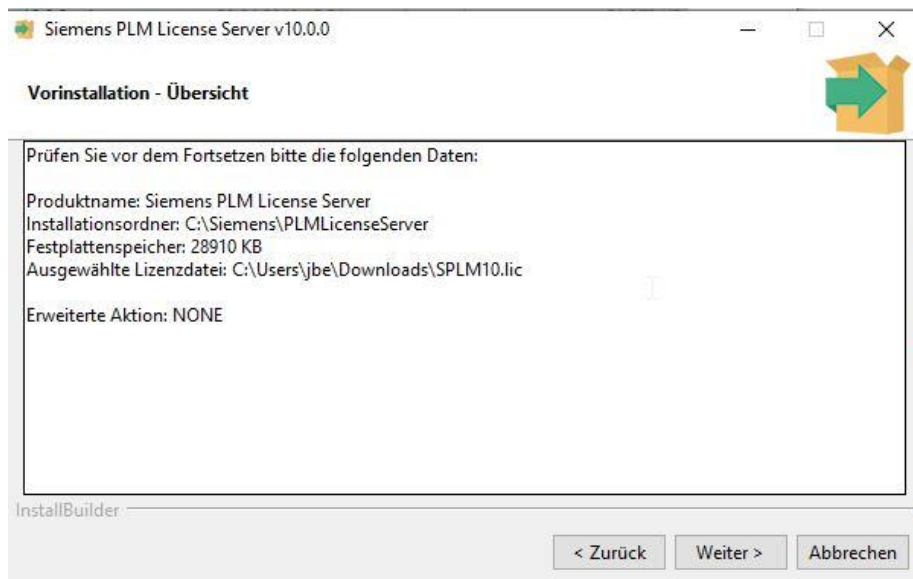 Siemens PLM License Server v10.0.0
Vorinstallation - Übersicht
Prüfen Sie vor dem Fortsetzen bitte die folgenden Daten:
Produktname: Siemens PLM License Server
Installationsordner: C:\Siemens\PLMLicenseServer
Festplattenspeicher: 28910 KB
Ausgewählte Lizenzdatei: C:\Users\jbe\Downloads\SPLM10.lic
Erweiterte Aktion: NONE
InstallBuilder
< Zurück
Weiter >
Abbrechen